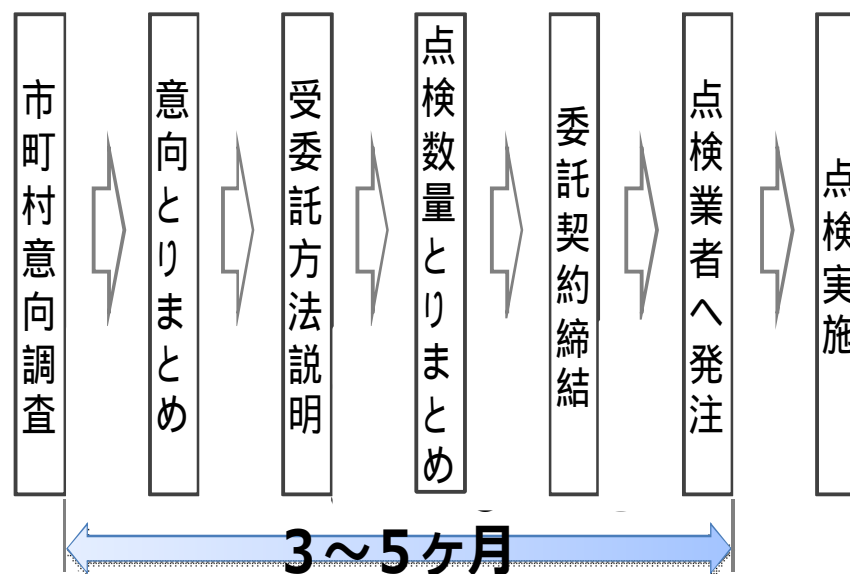 市町村意向調査
意向とりまとめ
受委託方法説明
点検数量とりまとめ
委託契約締結
点検業者へ発注
点検実施
3～5ヶ月